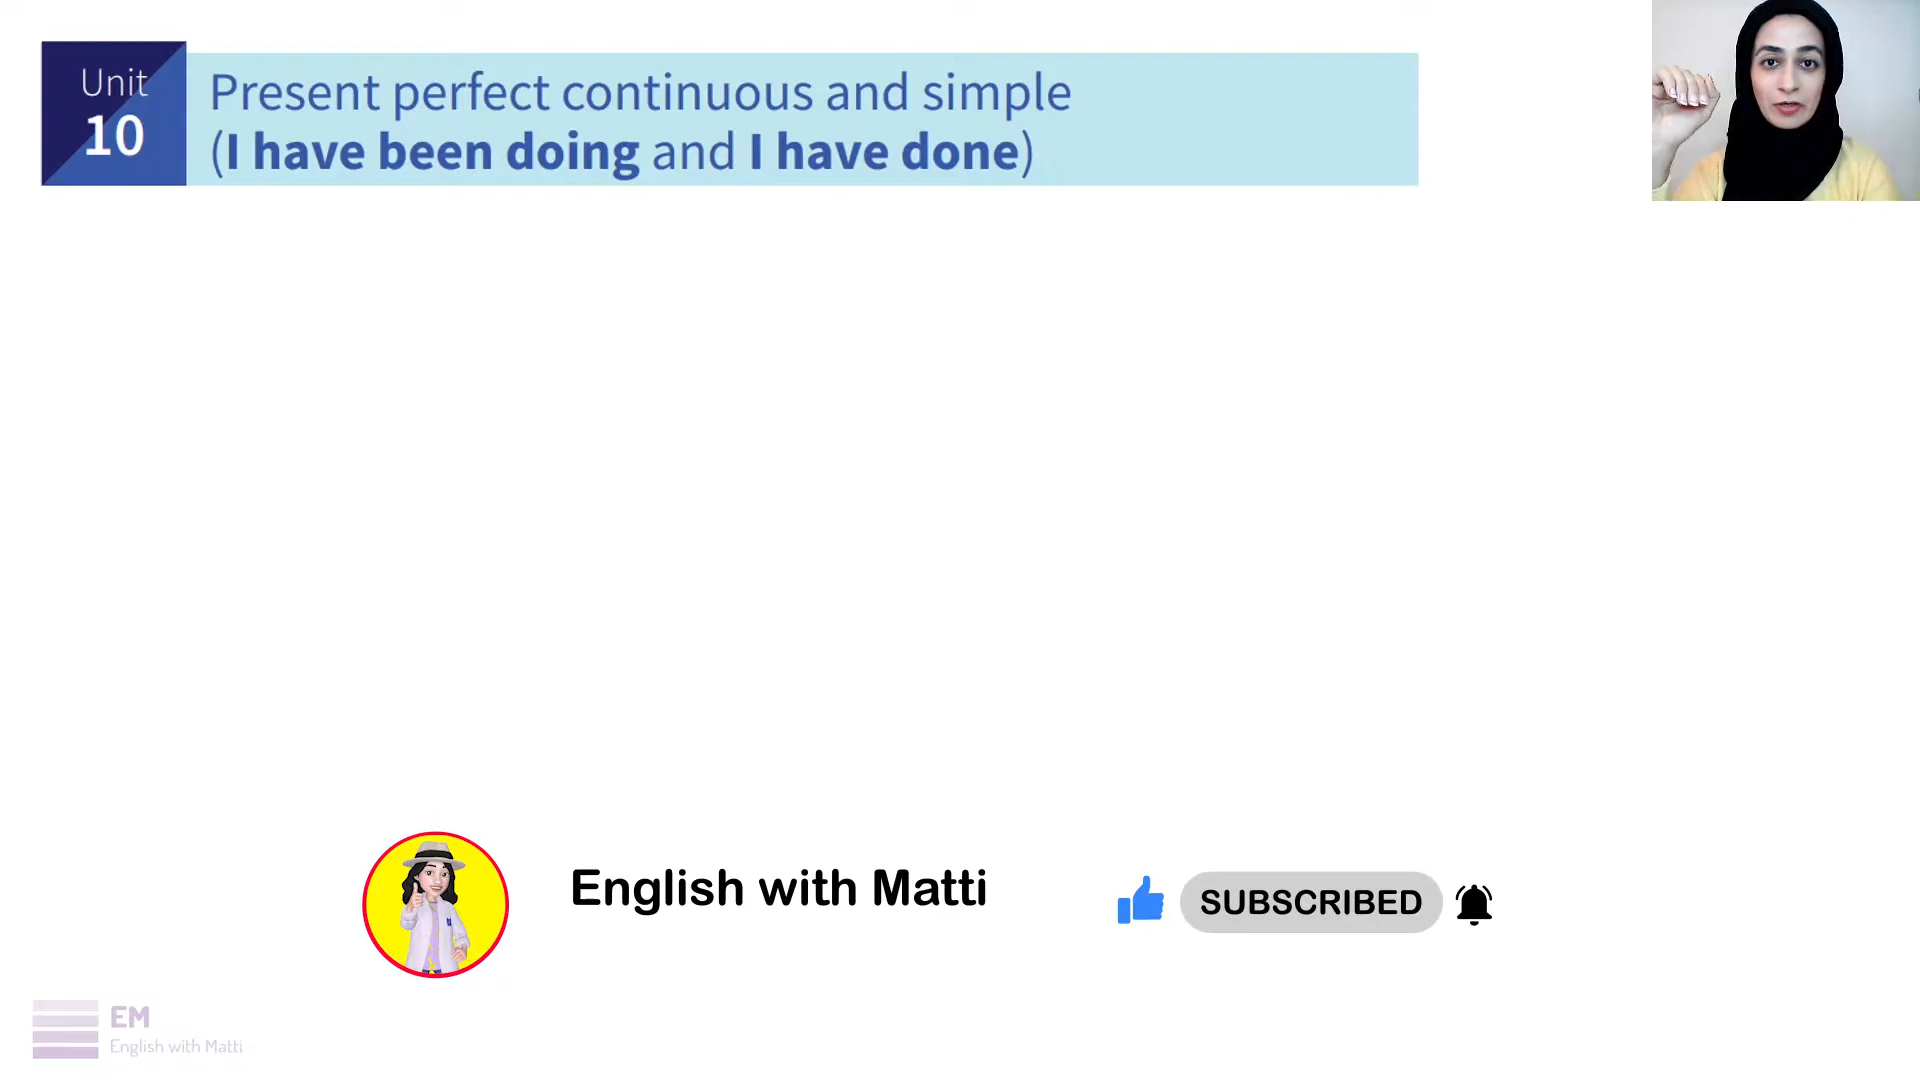 Unit
10
Present perfect continuous and simple
(I have been doing and I have done)
English with Matti
SUBSCRIBED
EM
English with Matti